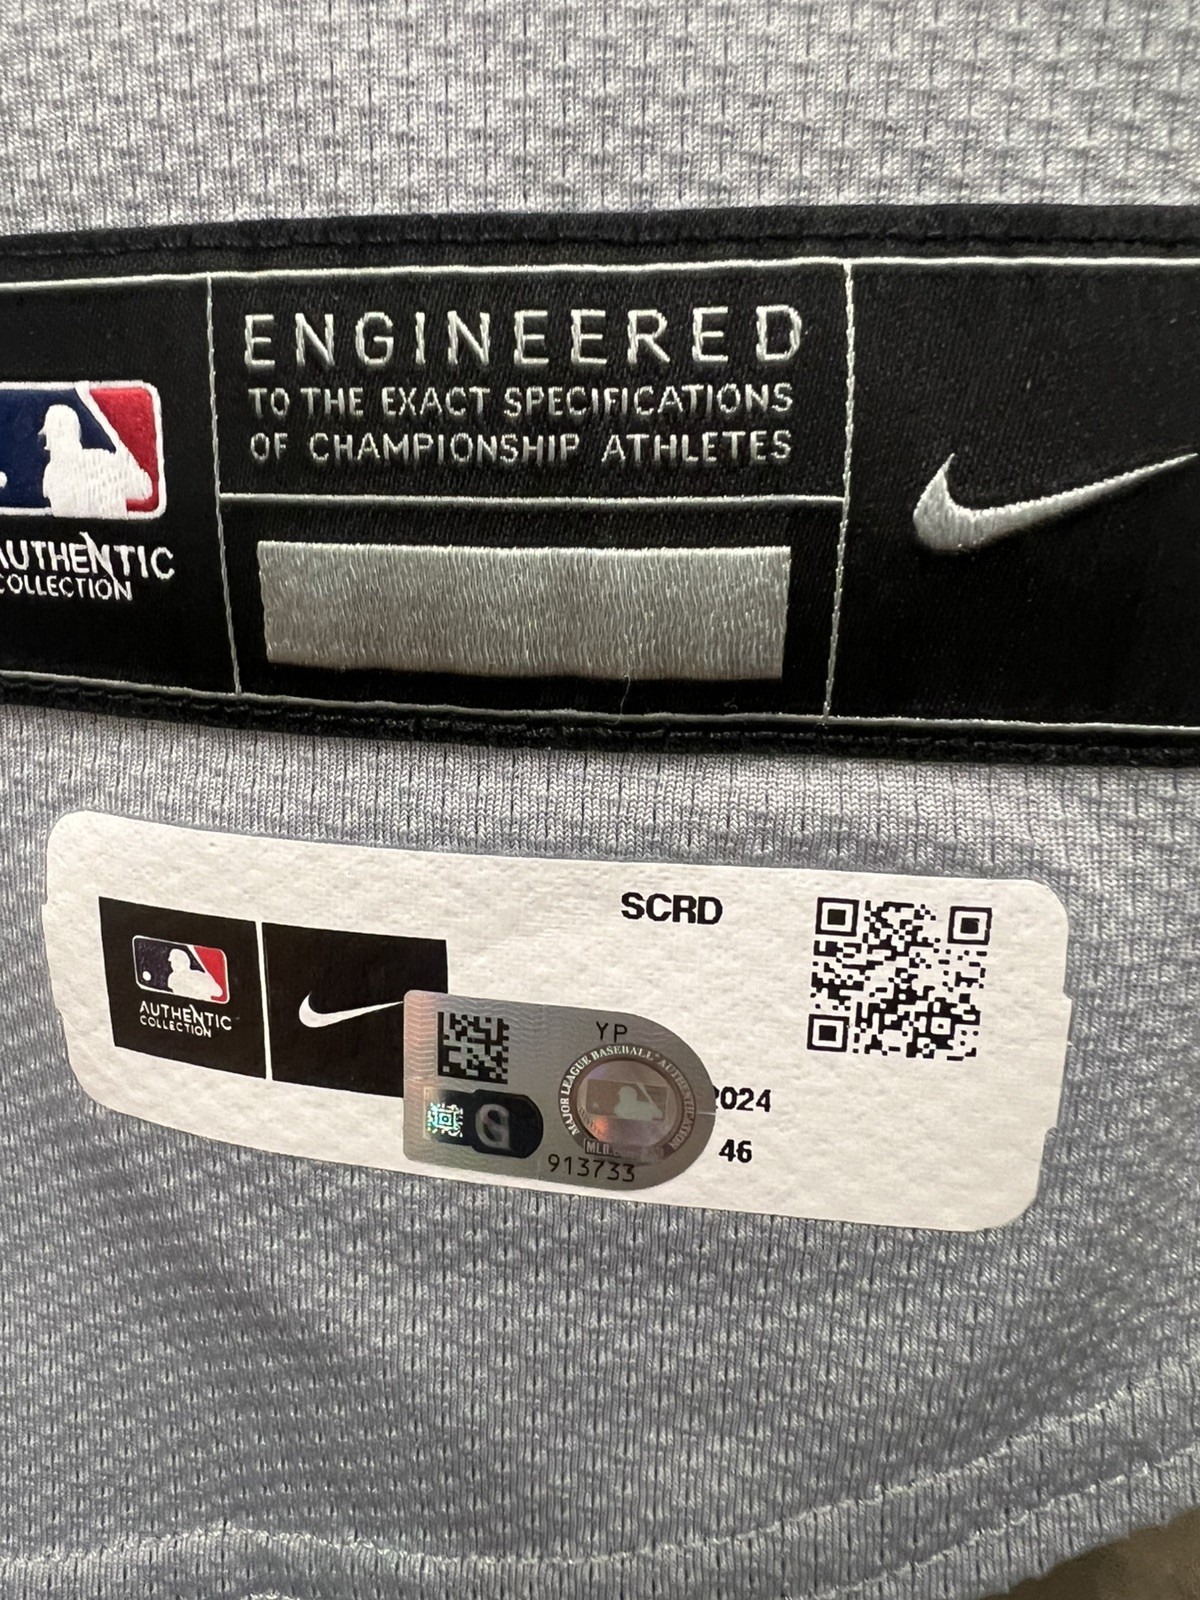 ENGINEERED
TO THE EXACT SPECIFICATIONS
OF CHAMPIONSHIP ATHLETES
AUTHENTIC
COLLECTION
SCRD
AUTHENTIC
COLLECTION
YP
MAJOR LEAGUE BASEBALL AUTHENTICATION
913733
2024
46